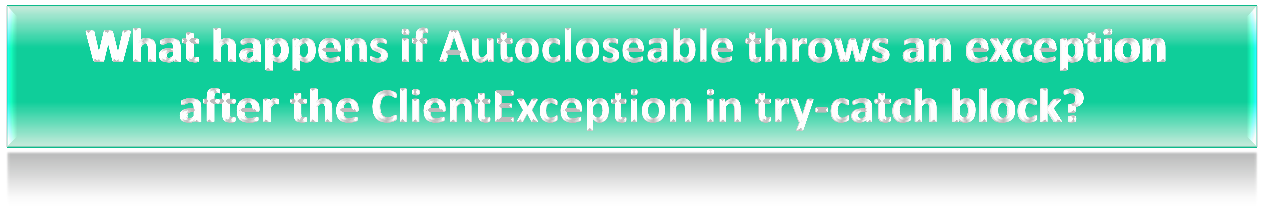 What happens if Autocloseable throws an exception
after the ClientException in try-catch block?